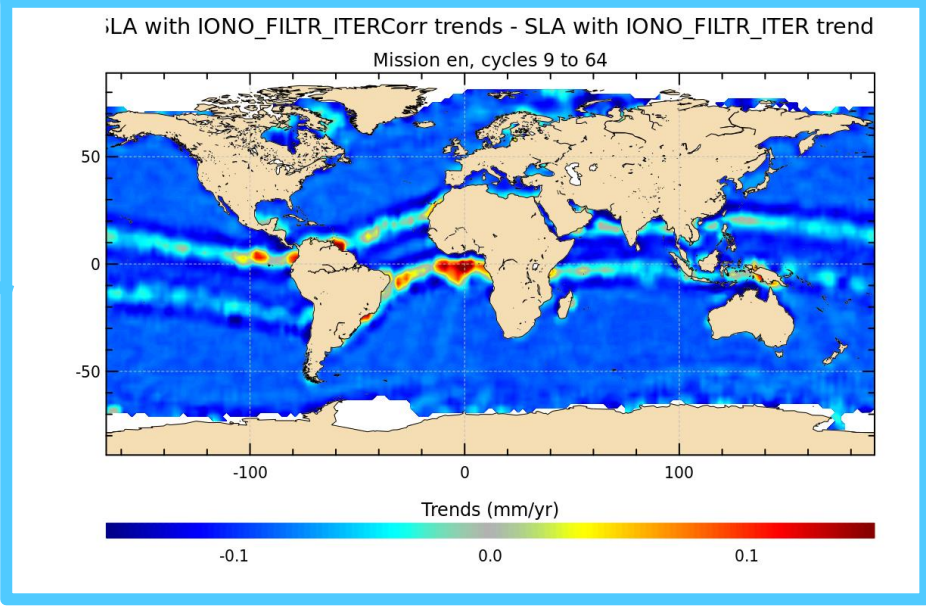 SLA with IONO_FILTR_ITERCorr trends - SLA with IONO_FILTR_ITER trend
Mission en, cycles 9 to 64
50
0
-50
-100 0 100
Trends (mm/yr)
-0.1 0.0 0.1